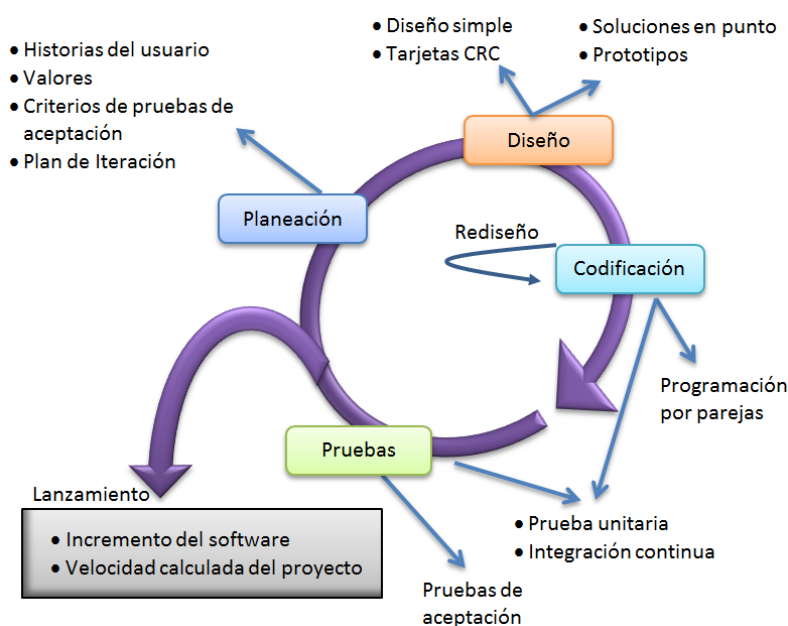 • Diseño simple
• Tarjetas CRC
• Soluciones en punto
• Prototipos
• Historias del usuario
• Valores
• Criterios de pruebas de
aceptación
• Plan de Iteración
Diseño
Planeación
Rediseño
Codificación
Programación
por parejas
Pruebas
Lanzamiento
• Incremento del software
• Velocidad calculada del proyecto
• Prueba unitaria
• Integración continua
Pruebas de
aceptación